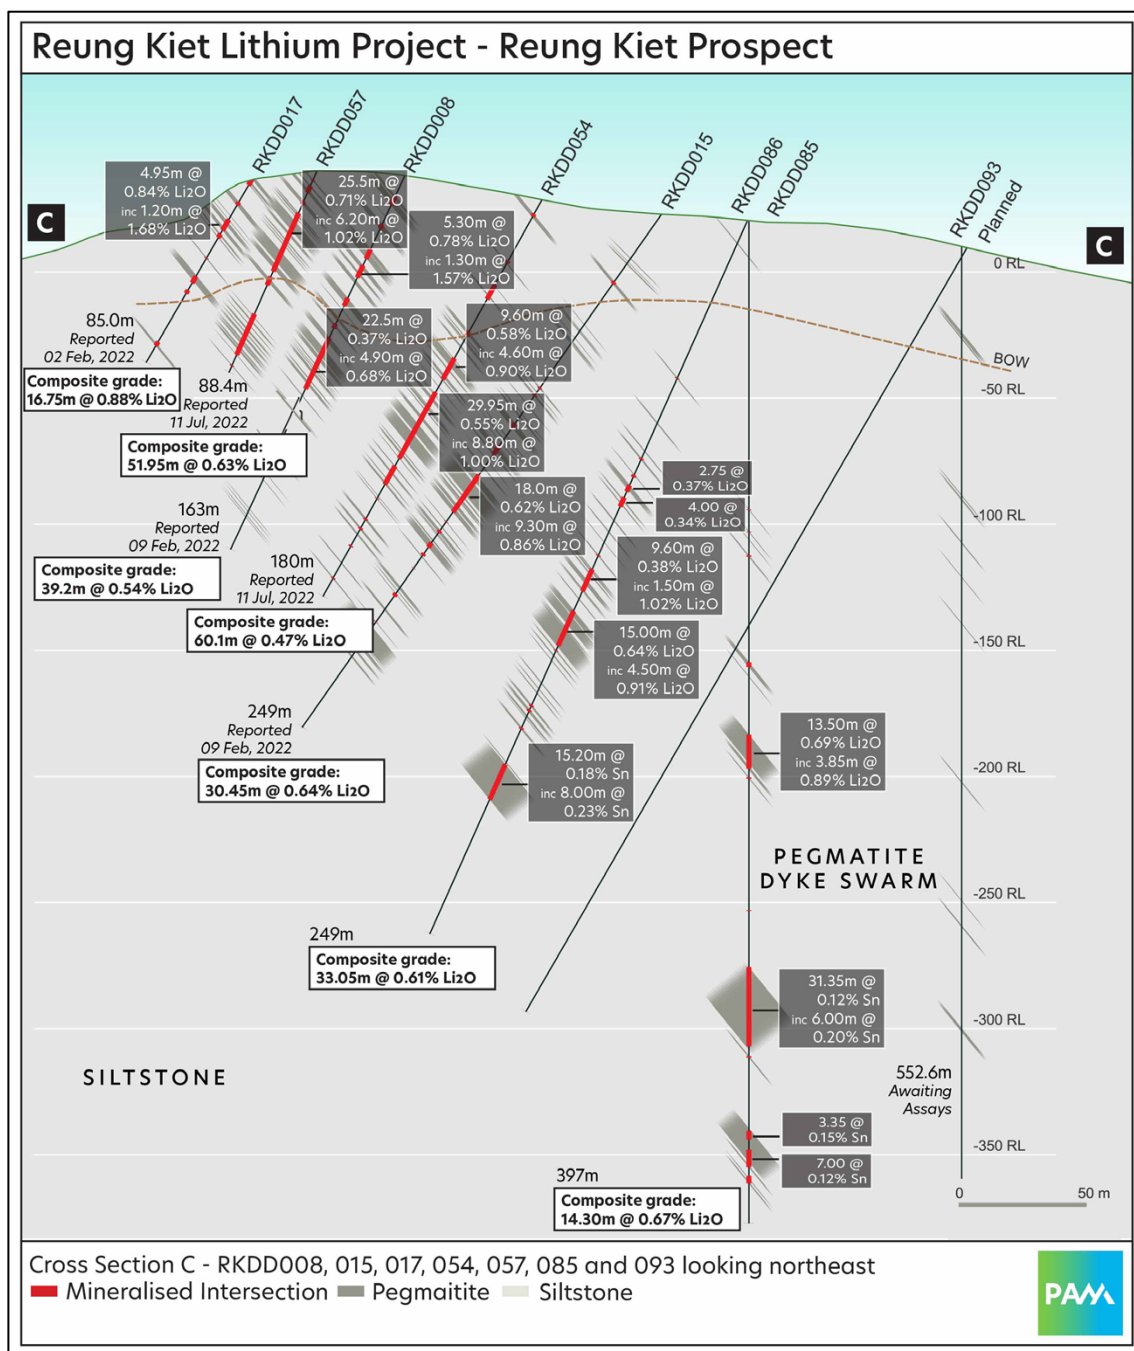 Reung Kiet Lithium Project - Reung Kiet Prospect
RKDD017
RKDD057
RKDD008
RKDD054
RKDD015
RKDD086
RKDD085
RKDD093
Planned
C
C
4.95m @
0.84% Li2O
inc 1.20m @
1.68% Li2O
25.5m @
0.71% Li2O
inc 6.20m @
1.02% Li2O
5.30m @
0.78% Li2O
inc 1.30m @
1.57% Li2O
0 RL
22.5m @
0.37% Li2O
inc 4.90m @
0.68% Li2O
9.60m @
0.58% Li2O
inc 4.60m @
0.90% Li2O
BOW
-50 RL
85.0m
Reported
02 Feb, 2022
Composite grade:
16.75m @ 0.88% Li2O
88.4m
Reported
11 Jul, 2022
Composite grade:
51.95m @ 0.63% Li2O
29.95m @
0.55% Li2O
inc 8.80m @
1.00% Li2O
18.0m @
0.62% Li2O
inc 9.30m @
0.86% Li2O
2.75 @
0.37% Li2O
4.00 @
0.34% Li2O
-100 RL
163m
Reported
09 Feb, 2022
Composite grade:
39.2m @ 0.54% Li2O
180m
Reported
11 Jul, 2022
Composite grade:
60.1m @ 0.47% Li2O
9.60m @
0.38% Li2O
inc 1.50m @
1.02% Li2O
15.00m @
0.64% Li2O
inc 4.50m @
0.91% Li2O
-150 RL
249m
Reported
09 Feb, 2022
Composite grade:
30.45m @ 0.64% Li2O
15.20m @
0.18% Sn
inc 8.00m @
0.23% Sn
13.50m @
0.69% Li2O
inc 3.85m @
0.89% Li2O
-200 RL
PEGMATITE
DYKE SWARM
-250 RL
249m
Composite grade:
33.05m @ 0.61% Li2O
31.35m @
0.12% Sn
inc 6.00m @
0.20% Sn
-300 RL
SILTSTONE
552.6m
Awaiting
Assays
3.35 @
0.15% Sn
7.00 @
0.12% Sn
-350 RL
397m
Composite grade:
14.30m @ 0.67% Li2O
0 50 m
Cross Section C - RKDD008, 015, 017, 054, 057, 085 and 093 looking northeast
Mineralised Intersection Pegmaitite Siltstone
PAM